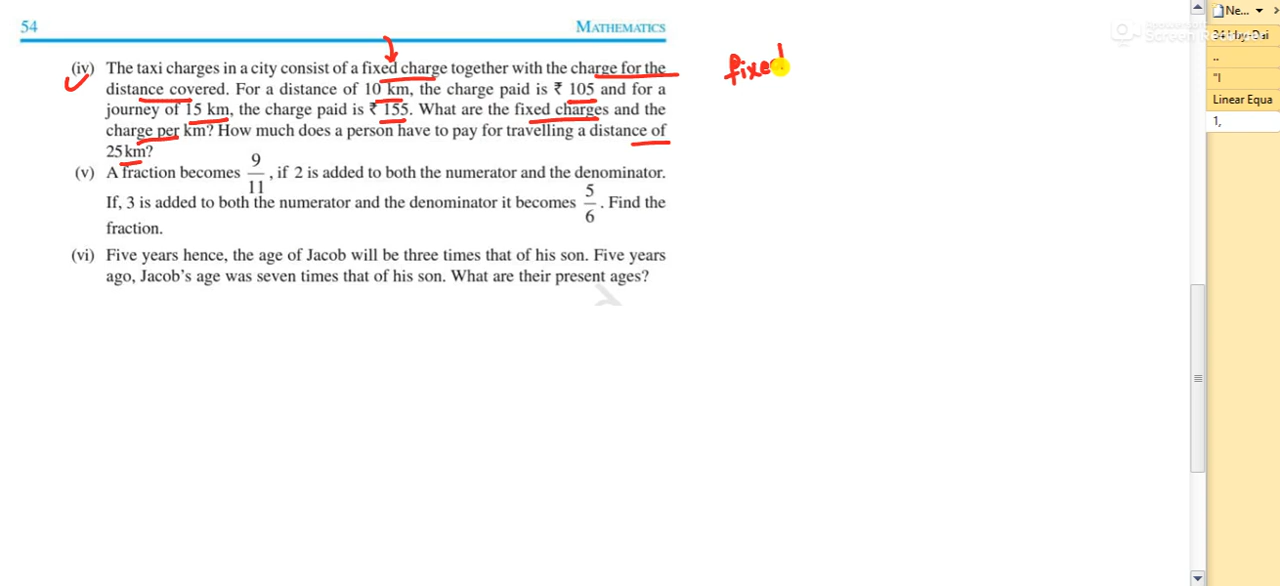 54 MATHEMATICS
(iv) The taxi charges in a city consist of a fixed charge together with the charge for the
distance covered. For a distance of 10 km, the charge paid is ₹ 105 and for a
journey of 15 km, the charge paid is ₹ 155. What are the fixed charges and the
charge per km? How much does a person have to pay for travelling a distance of
25 km?
(v) A fraction becomes 9/11, if 2 is added to both the numerator and the denominator.
If, 3 is added to both the numerator and the denominator it becomes 5/6. Find the
fraction.
(vi) Five years hence, the age of Jacob will be three times that of his son. Five years
ago, Jacob's age was seven times that of his son. What are their present ages?
fixed
Ne...
..
"1
Linear Equa
1,